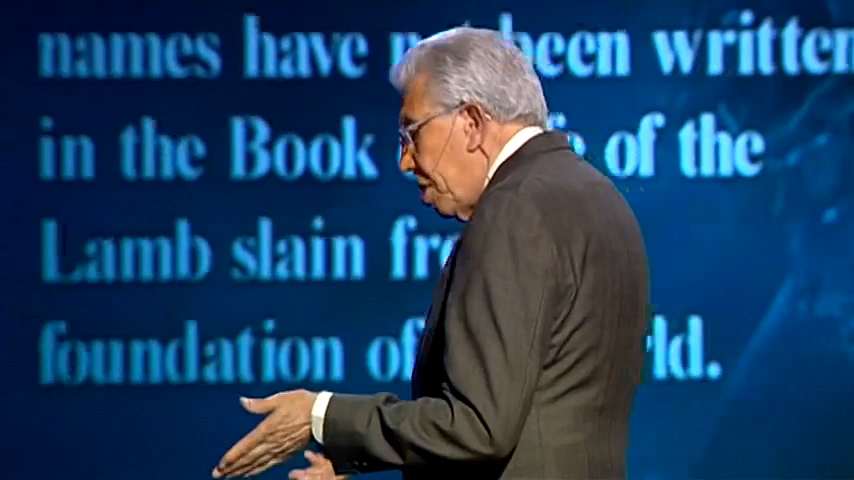 names have been written
in the Book of the
Lamb slain
foundation of